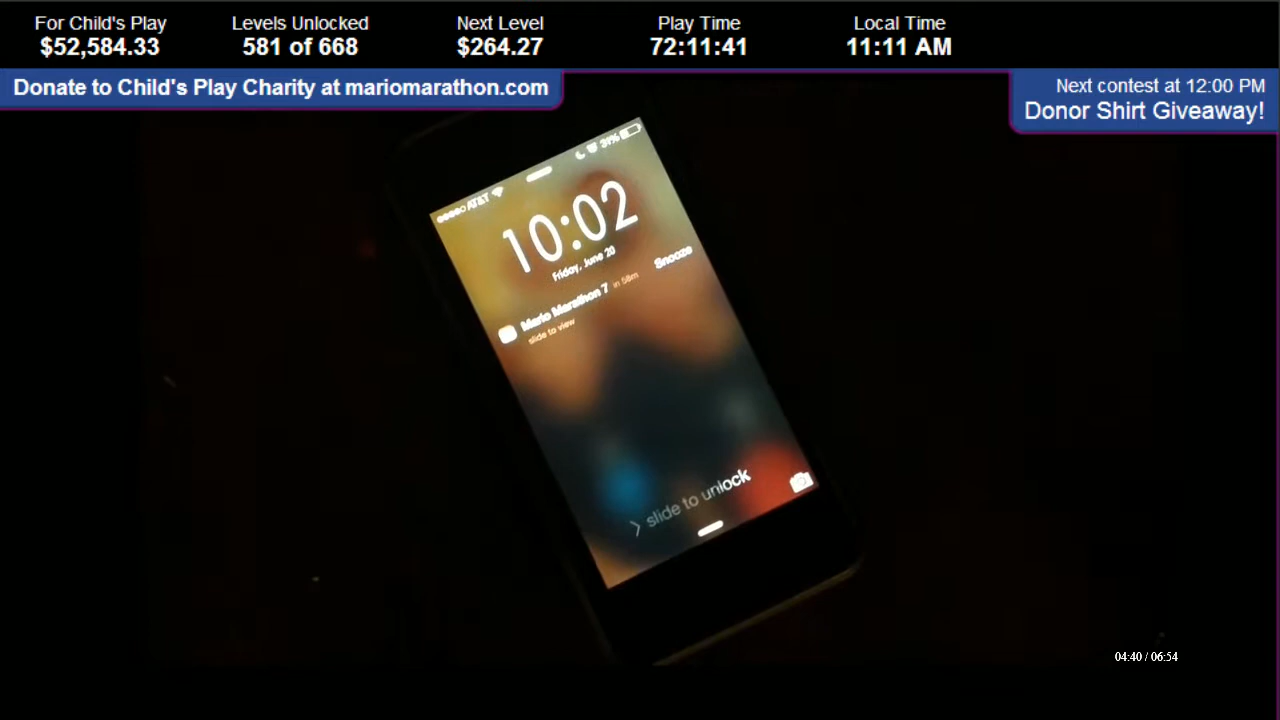 For Child's Play
$52,584.33
Levels Unlocked
581 of 668
Next Level
$264.27
Play Time
72:11:41
Local Time
11:11 AM
Donate to Child's Play Charity at mariomarathon.com
Next contest at 12:00 PM
Donor Shirt Giveaway!
AT&T
31%
10:02
Friday, June 20
Mario Marathon 7 in 58m
slide to view
Snooze
> slide to unlock
04:40 / 06:54